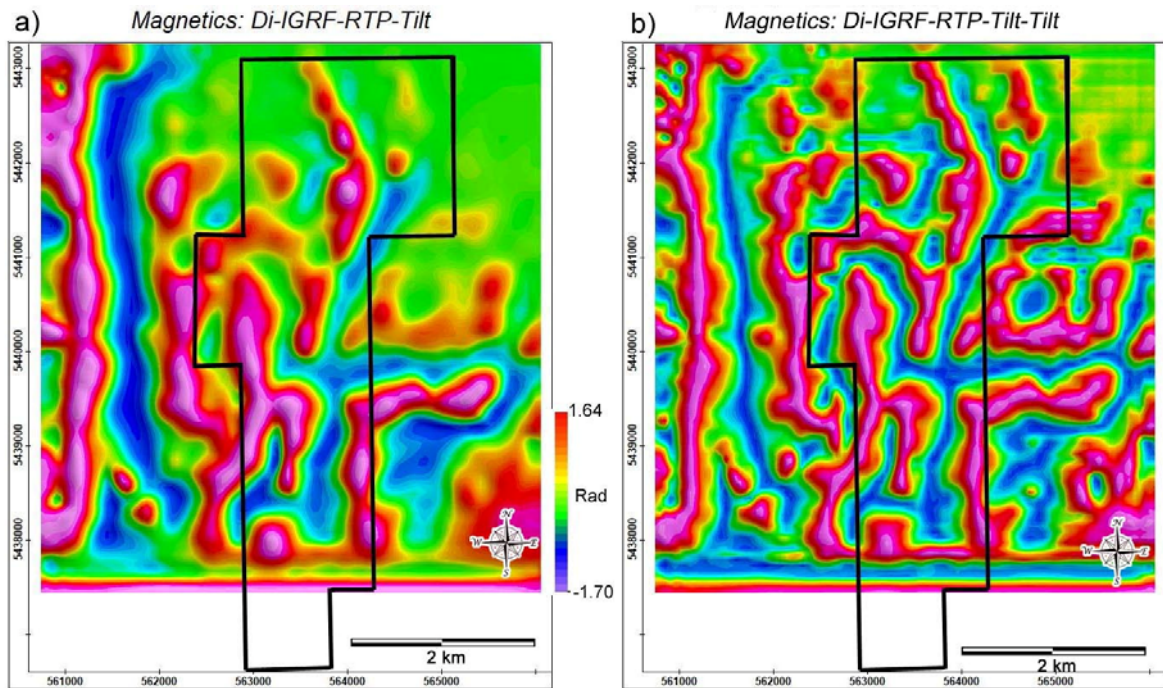 a) Magnetics: Di-IGRF-RTP-Tilt
5443000
5442000
5441000
5440000
5439000
5438000
1.64
Rad
-1.70
N
W E
S
2 km
561000 562000 563000 564000 565000
b) Magnetics: Di-IGRF-RTP-Tilt-Tilt
5443000
5442000
5441000
5440000
5439000
5438000
N
W E
S
2 km
561000 562000 563000 564000 565000